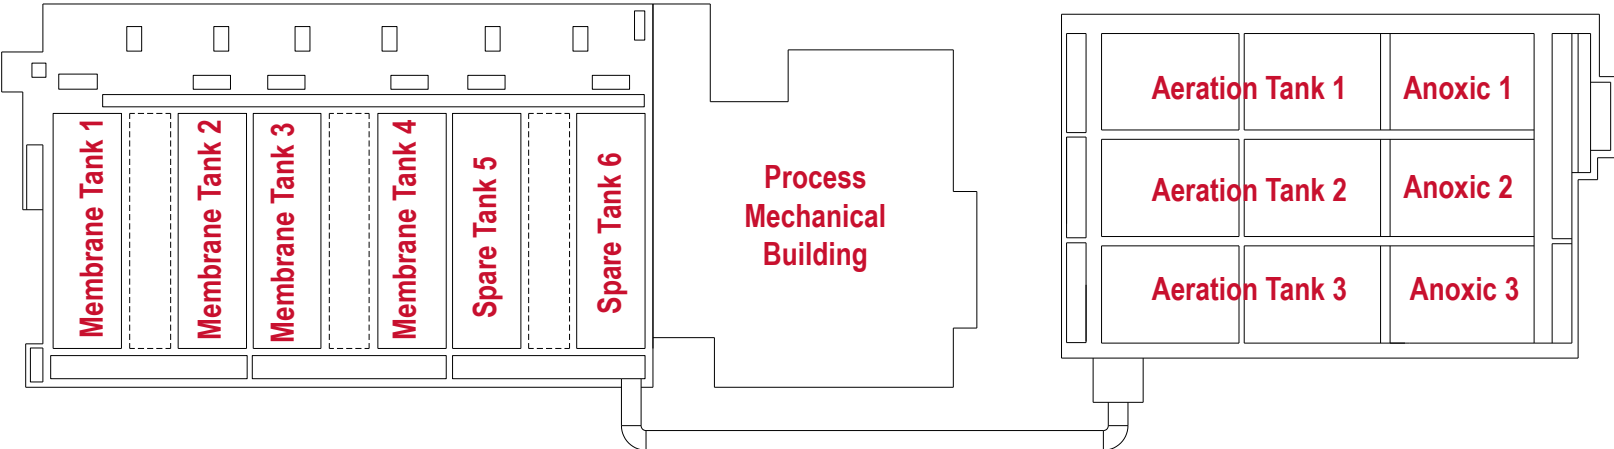 Membrane Tank 1
Membrane Tank 2
Membrane Tank 3
Membrane Tank 4
Spare Tank 5
Spare Tank 6
Process
Mechanical
Building
Aeration Tank 1
Anoxic 1
Aeration Tank 2
Anoxic 2
Aeration Tank 3
Anoxic 3